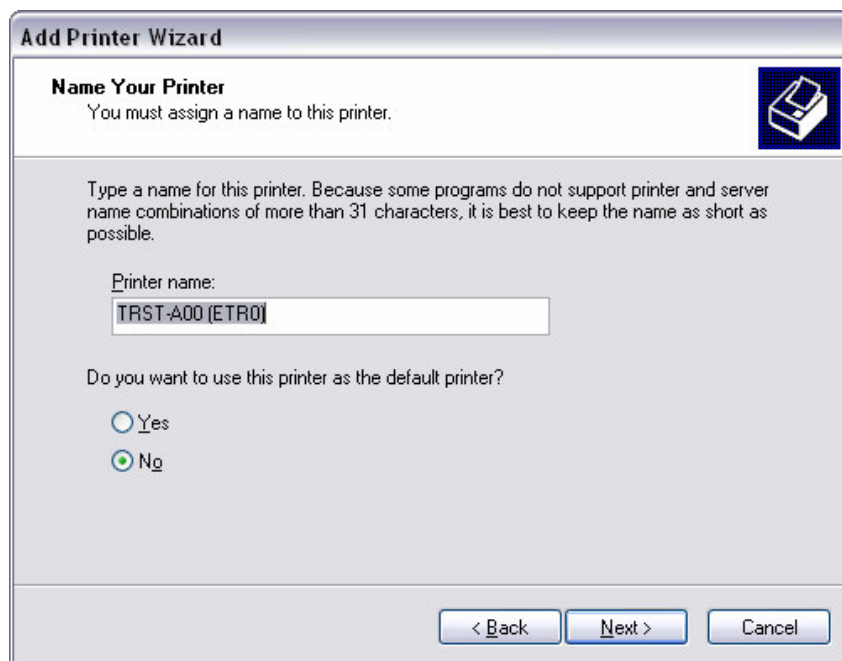 Add Printer Wizard
Name Your Printer
You must assign a name to this printer.
Type a name for this printer. Because some programs do not support printer and server
name combinations of more than 31 characters, it is best to keep the name as short as
possible.
Printer name:
TRST-A00 (ETR0)
Do you want to use this printer as the default printer?
Yes
No
< Back
Next >
Cancel